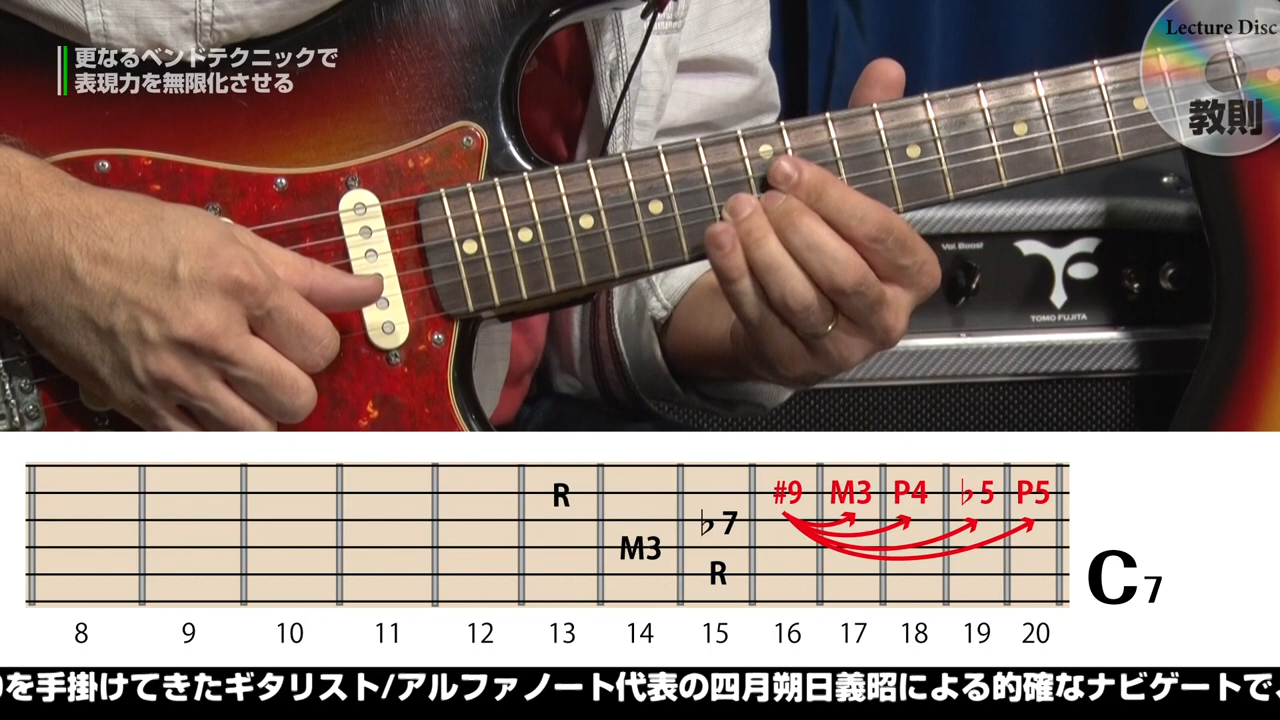 更なるベンドテクニックで
表現力を無限化させる
Lecture Disc
教則
Vol Boost
TOMO FUJITA
R #9 M3 P4 ♭5 P5
♭7
M3
R
C7
8 9 10 11 12 13 14 15 16 17 18 19 20
を手掛けてきたギタリスト/アルファノート代表の四月朔日義昭による的確なナビゲートで、